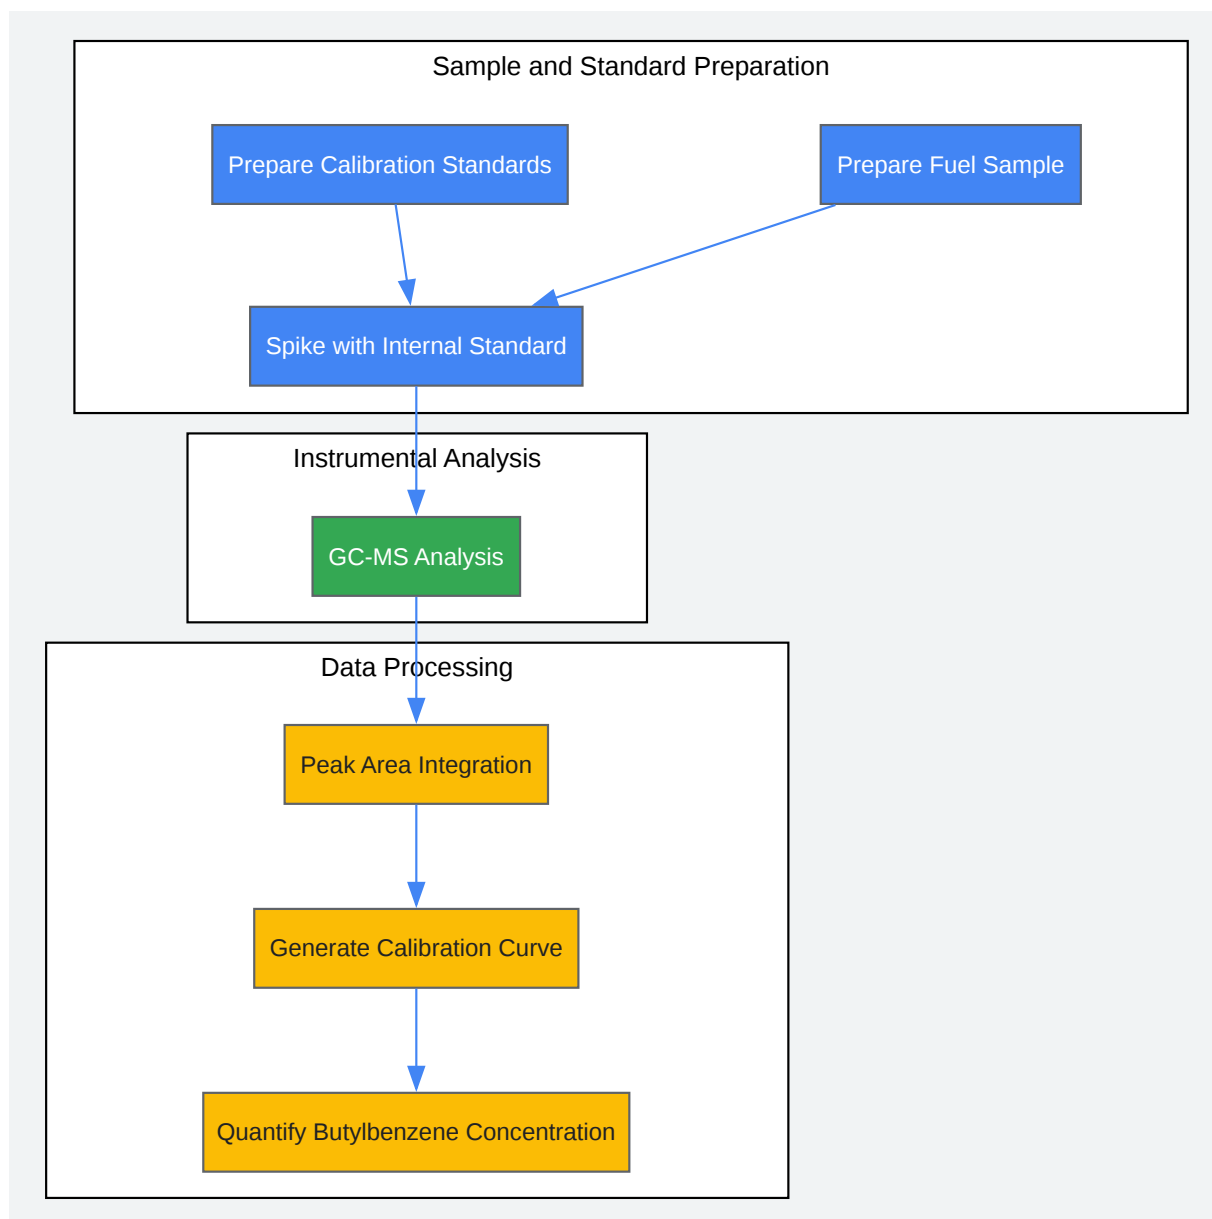 Sample and Standard Preparation
Prepare Calibration Standards
Prepare Fuel Sample
Spike with Internal Standard
Instrumental Analysis
GC-MS Analysis
Data Processing
Peak Area Integration
Generate Calibration Curve
Quantify Butylbenzene Concentration